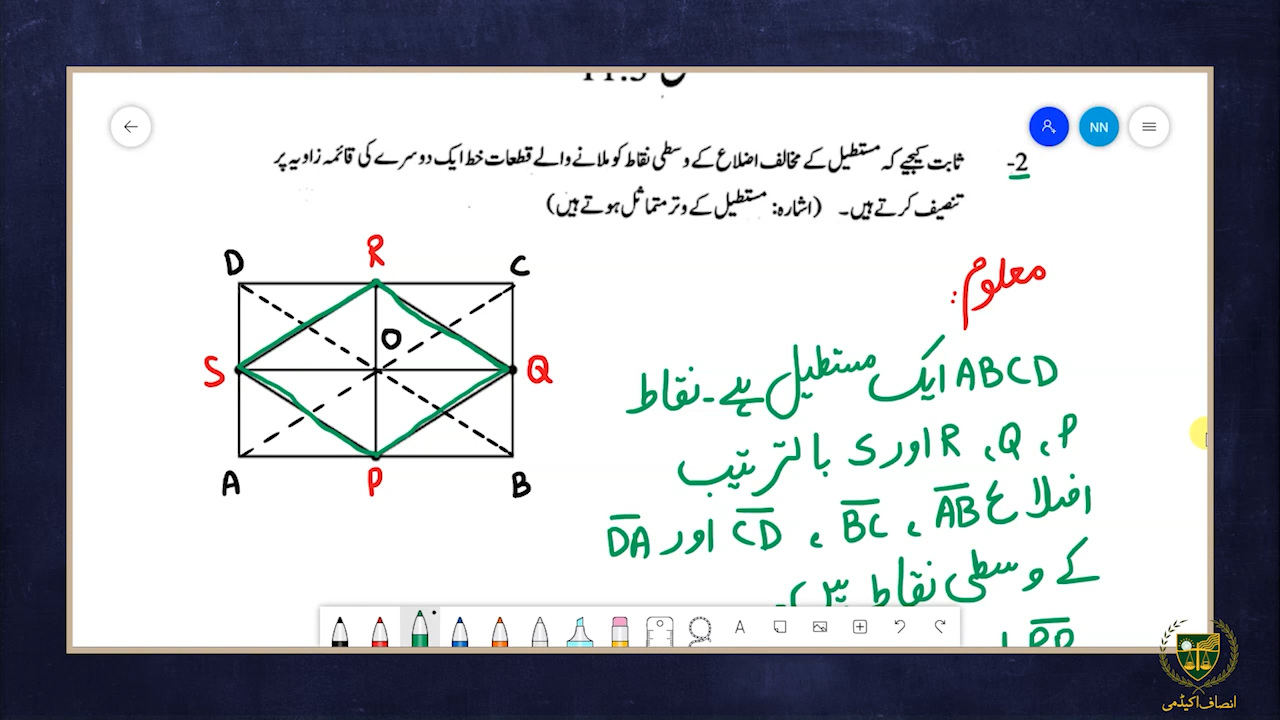 11.3
NN
2- ثابت کیجیے کہ مستطیل کے مخالف اضلاع کے وسطی نقاط کو ملانے والے قطعات خط ایک دوسرے کی قائمہ زاویہ پر
تنصیف کرتے ہیں۔ (اشارہ: مستطیل کے وتر متماثل ہوتے ہیں)
D R C
O
S Q
A P B
معلوم:
ABCD ایک مستطیل ہے۔ نقاط
P، Q، R اور S بالترتیب
اضلاع AB، BC، CD اور DA
کے وسطی نقاط ہیں۔
A
انصاف اکیڈمی